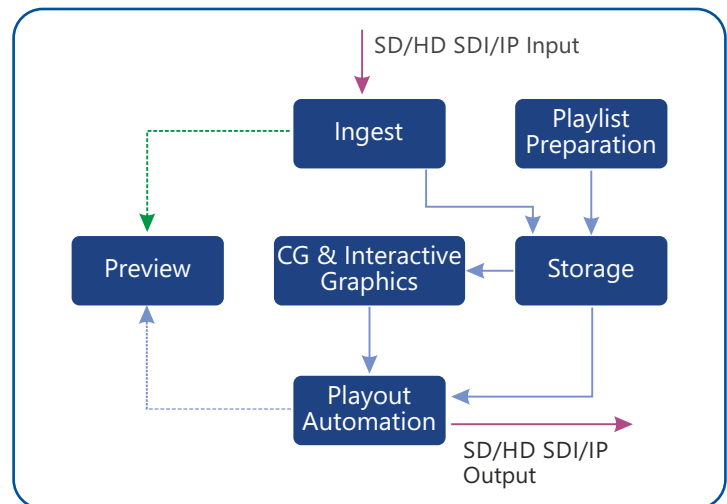 SD/HD SDI/IP Input
Ingest
Playlist
Preparation
Preview
CG & Interactive
Graphics
Storage
Playout
Automation
SD/HD SDI/IP
Output